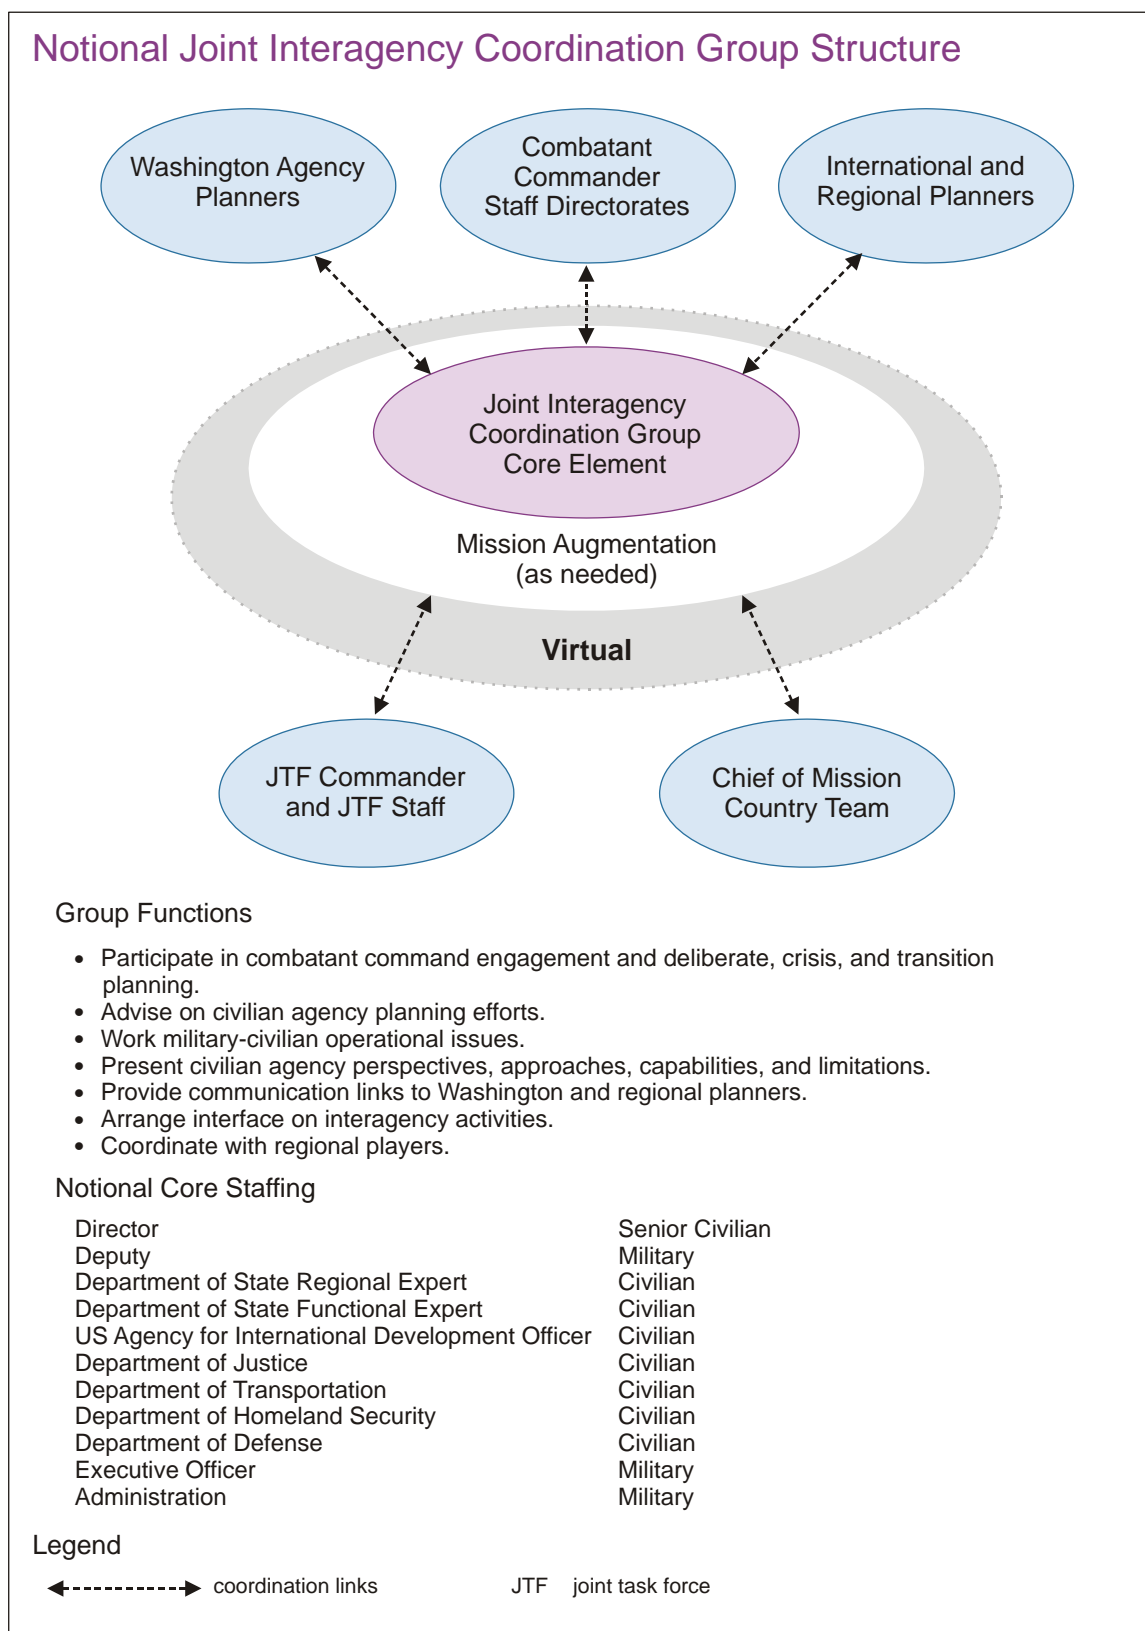 Notional Joint Interagency Coordination Group Structure
Washington Agency
Planners
Combatant
Commander
Staff Directorates
International and
Regional Planners
Joint Interagency
Coordination Group
Core Element
Mission Augmentation
(as needed)
Virtual
JTF Commander
and JTF Staff
Chief of Mission
Country Team
Group Functions
• Participate in combatant command engagement and deliberate, crisis, and transition
planning.
• Advise on civilian agency planning efforts.
• Work military-civilian operational issues.
• Present civilian agency perspectives, approaches, capabilities, and limitations.
• Provide communication links to Washington and regional planners.
• Arrange interface on interagency activities.
• Coordinate with regional players.
Notional Core Staffing
Director Senior Civilian
Deputy Military
Department of State Regional Expert Civilian
Department of State Functional Expert Civilian
US Agency for International Development Officer Civilian
Department of Justice Civilian
Department of Transportation Civilian
Department of Homeland Security Civilian
Department of Defense Civilian
Executive Officer Military
Administration Military
Legend
coordination links JTF joint task force